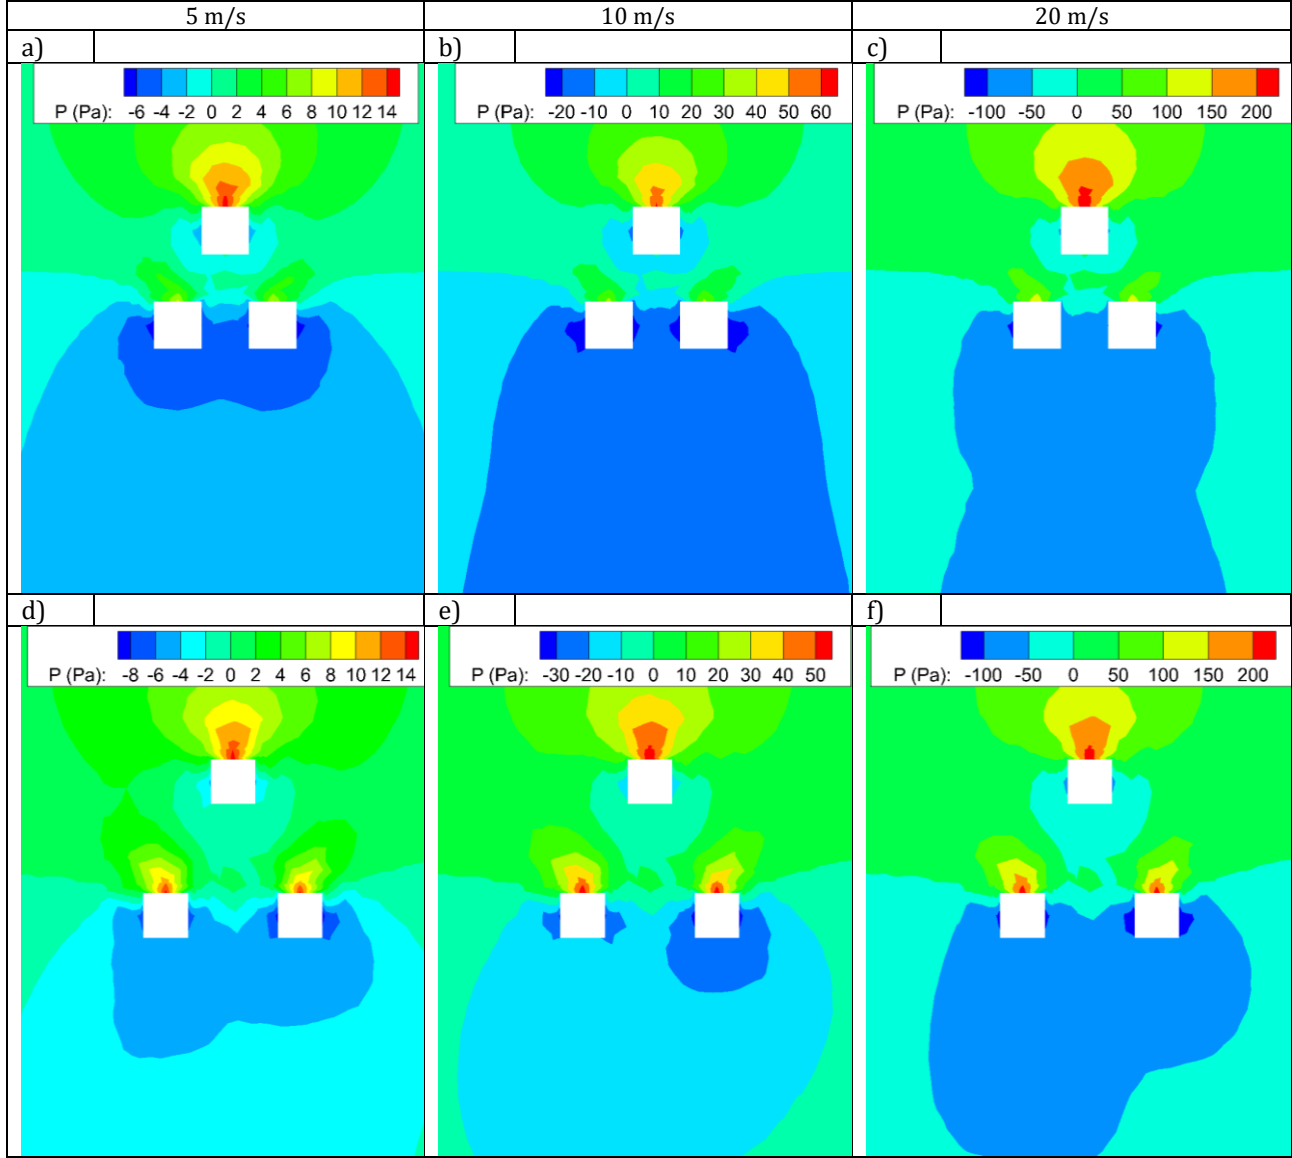 5 m/s 10 m/s 20 m/s
a) b) c)
P (Pa): -6 -4 -2 0 2 4 6 8 10 12 14
P (Pa): -20 -10 0 10 20 30 40 50 60
P (Pa): -100 -50 0 50 100 150 200
d) e) f)
P (Pa): -8 -6 -4 -2 0 2 4 6 8 10 12 14
P (Pa): -30 -20 -10 0 10 20 30 40 50
P (Pa): -100 -50 0 50 100 150 200